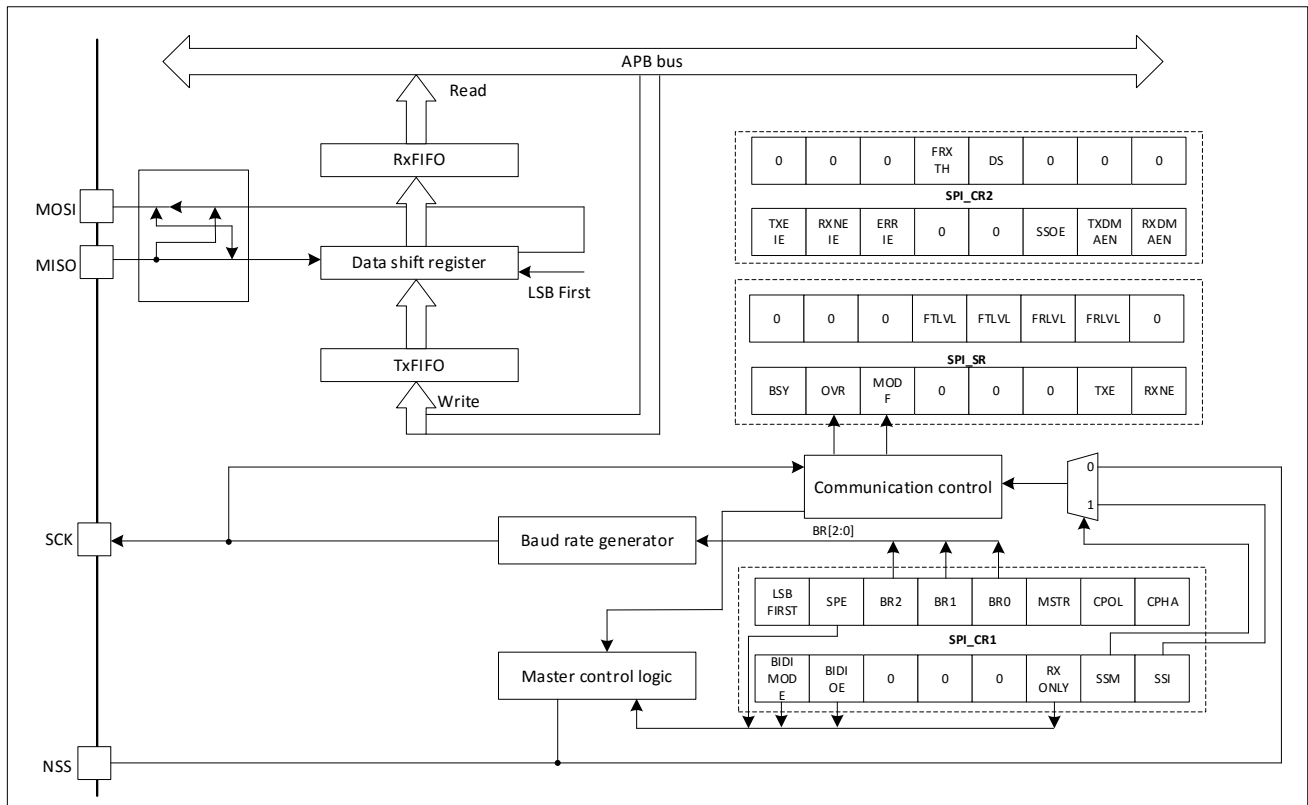 APB bus
Read
RxFIFO
MOSI
MISO
Data shift register
LSB First
TxFIFO
Write
0 0 0 FRX DS 0 0 0
TH
SPI_CR2
TXE RXNE ERR 0 0 SSOE TXDM RXDM
IE IE IE AEN AEN
0 0 0 FTLVL FTLVL FRLVL FRLVL 0
SPI_SR
BSY OVR MOD 0 0 0 TXE RXNE
F
Communication control
0
1
SCK
Baud rate generator
BR[2:0]
LSB SPE BR2 BR1 BR0 MSTR CPOL CPHA
FIRST
SPI_CR1
Master control logic
BIDI BIDI 0 0 0 RX SSM SSI
MOD OE ONLY
E
NSS